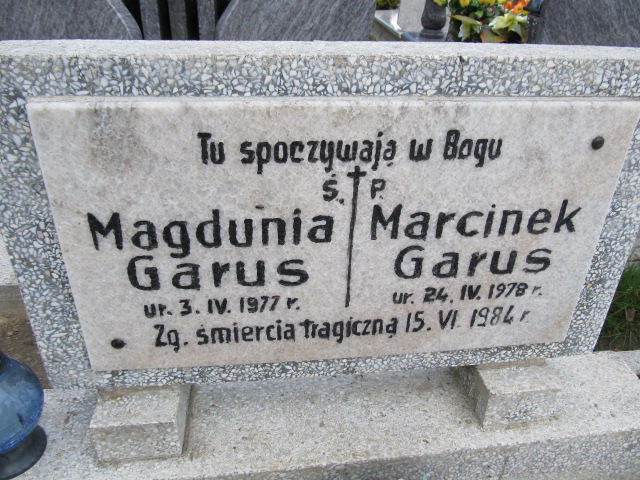 Tu spoczywają w Bogu
Ś. P.
Magdunia Garus
ur. 3. IV. 1977 r.
Marcinek Garus
ur. 24. IV. 1978 r.
Zg. śmiercia tragiczną 15. VI. 1984 r.